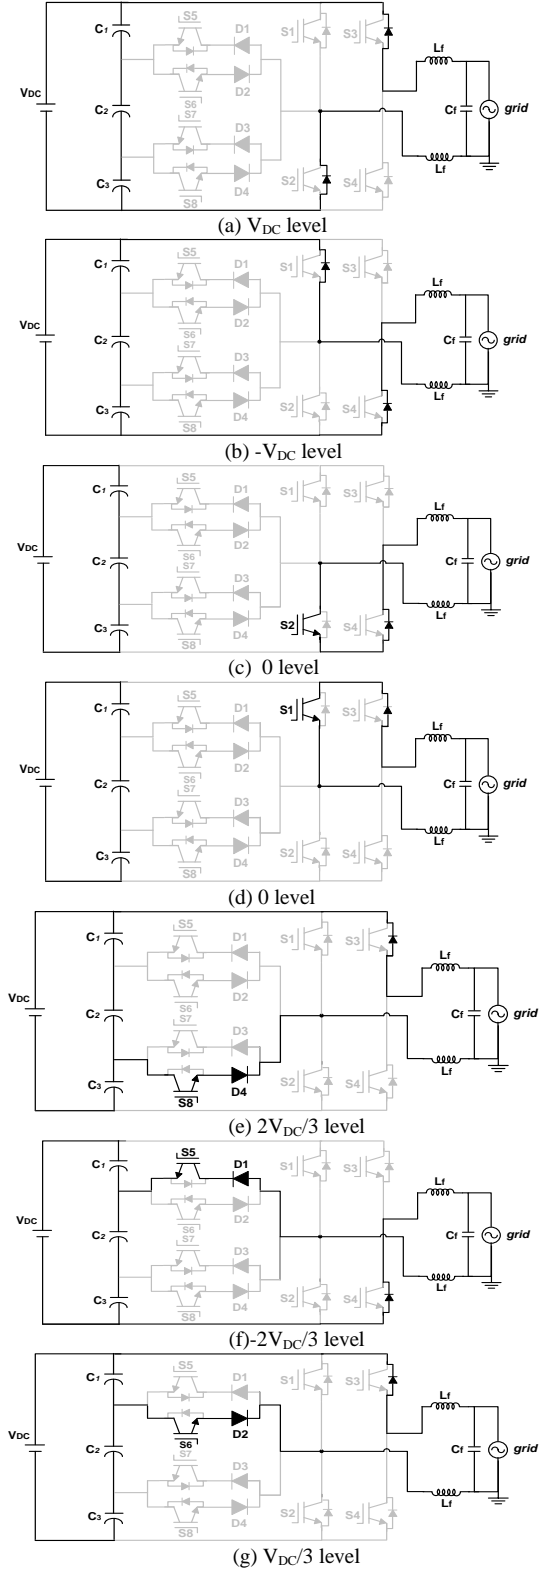 S5
D1
S1
S3
C1
Lf
VDC
D2
S6
S7
D3
C2
Cf
grid
S2
S4
C3
Lf
S8
D4
(a) VDC level
S5
D1
S1
S3
C1
Lf
VDC
D2
S6
S7
D3
C2
Cf
grid
S2
S4
C3
Lf
S8
D4
(b) -VDC level
S5
D1
S1
S3
C1
Lf
VDC
D2
S6
S7
D3
C2
Cf
grid
S2
S4
C3
Lf
S8
D4
(c) 0 level
S5
D1
S1
S3
C1
Lf
VDC
D2
S6
S7
D3
C2
Cf
grid
S2
S4
C3
Lf
S8
D4
(d) 0 level
S5
D1
S1
S3
C1
Lf
VDC
D2
S6
S7
D3
C2
Cf
grid
S2
S4
C3
Lf
S8
D4
(e) 2VDC/3 level
S5
D1
S1
S3
C1
Lf
VDC
D2
S6
S7
D3
C2
Cf
grid
S2
S4
C3
Lf
S8
D4
(f)-2VDC/3 level
S5
D1
S1
S3
C1
Lf
VDC
D2
S6
S7
D3
C2
Cf
grid
S2
S4
C3
Lf
S8
D4
(g) VDC/3 level